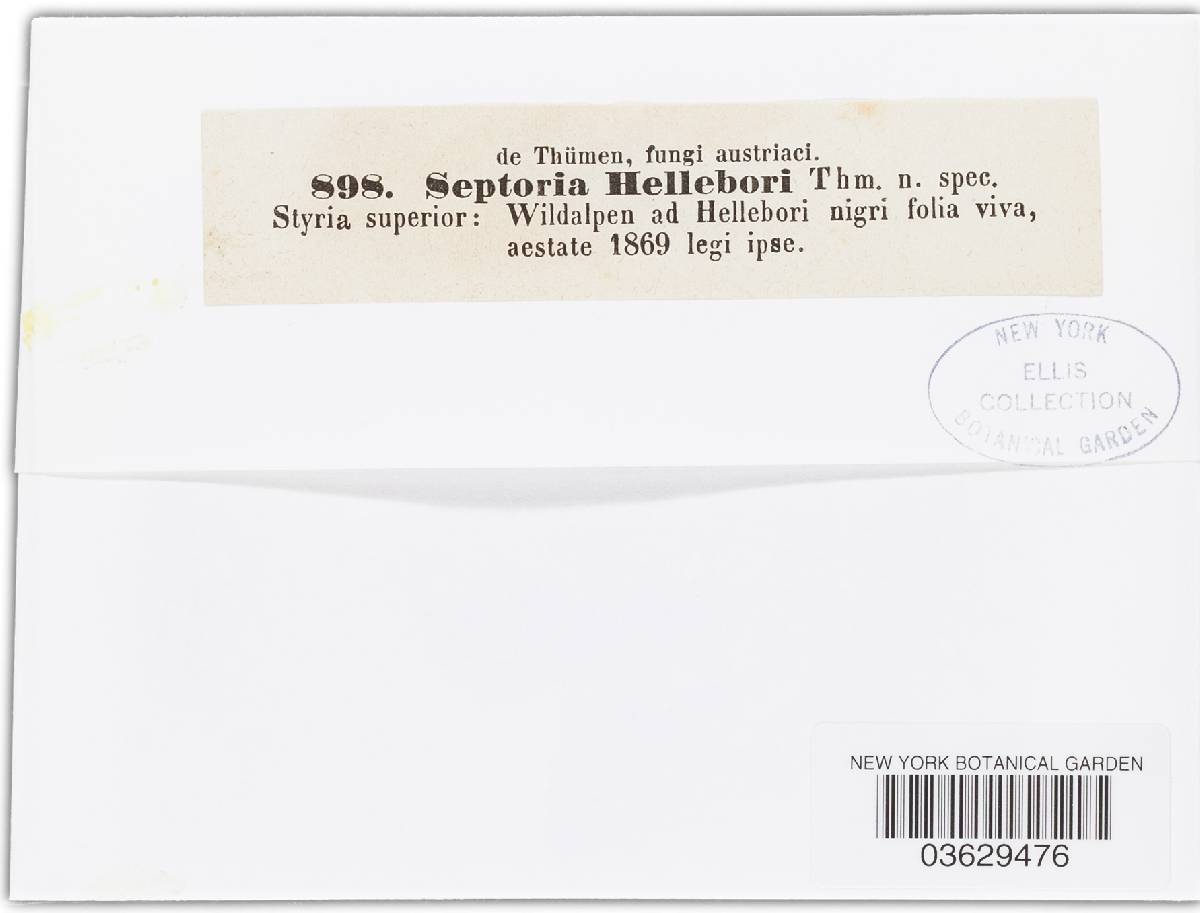 de Thümen, fungi austriaci.
898. Septoria Hellebori Thm. n. spec.
Styria superior: Wildalpen ad Hellebori nigri folia viva,
aestate 1869 legi ipse.
NEW YORK
ELLIS
COLLECTION
BOTANICAL GARDEN
NEW YORK BOTANICAL GARDEN
03629476